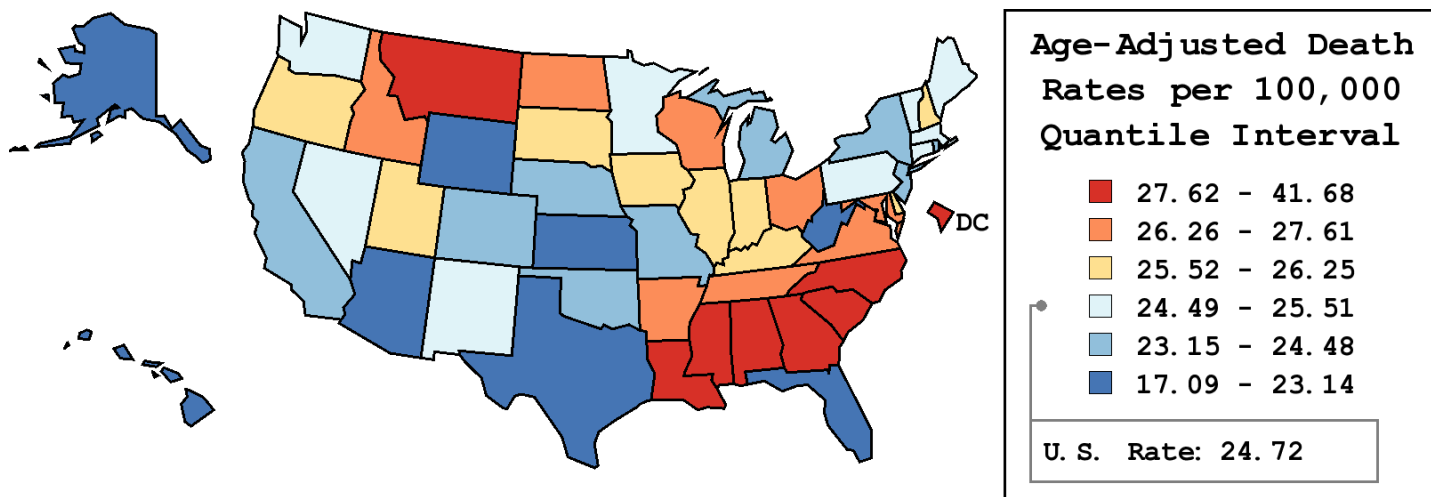 Age-Adjusted Death
Rates per 100,000
Quantile Interval
27.62 - 41.68
26.26 - 27.61
25.52 - 26.25
24.49 - 25.51
23.15 - 24.48
17.09 - 23.14
U.S. Rate: 24.72
DC